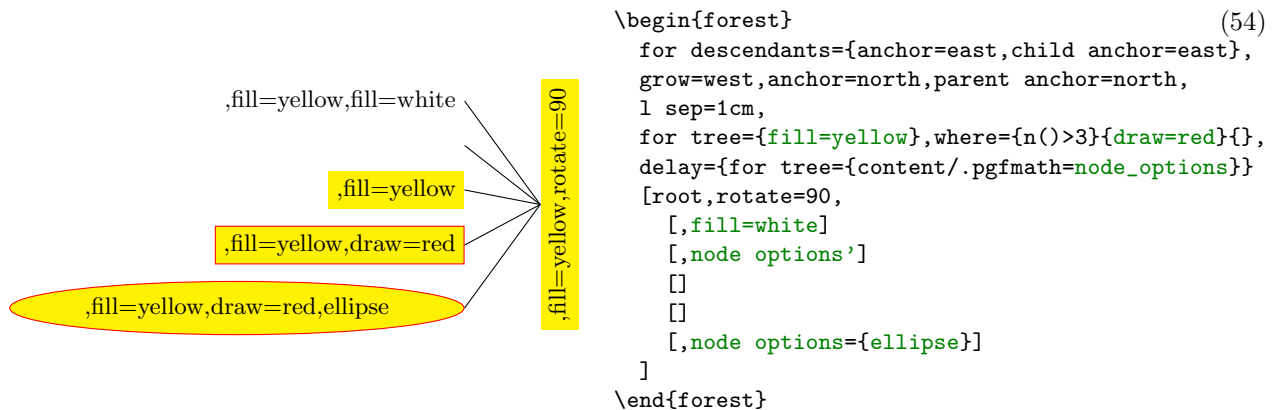 ,fill=yellow,fill=white
,fill=yellow
,fill=yellow,draw=red
,fill=yellow,draw=red,ellipse
,fill=yellow,rotate=90
\begin{forest}
(54)
for descendants={anchor=east,child anchor=east},
grow=west,anchor=north,parent anchor=north,
l sep=1cm,
for tree={fill=yellow},where={n()>3}{draw=red}{},
delay={for tree={content/.pgfmath=node_options}}
[root,rotate=90,
[,fill=white]
[,node options']
[]
[]
[,node options={ellipse}]
]
\end{forest}